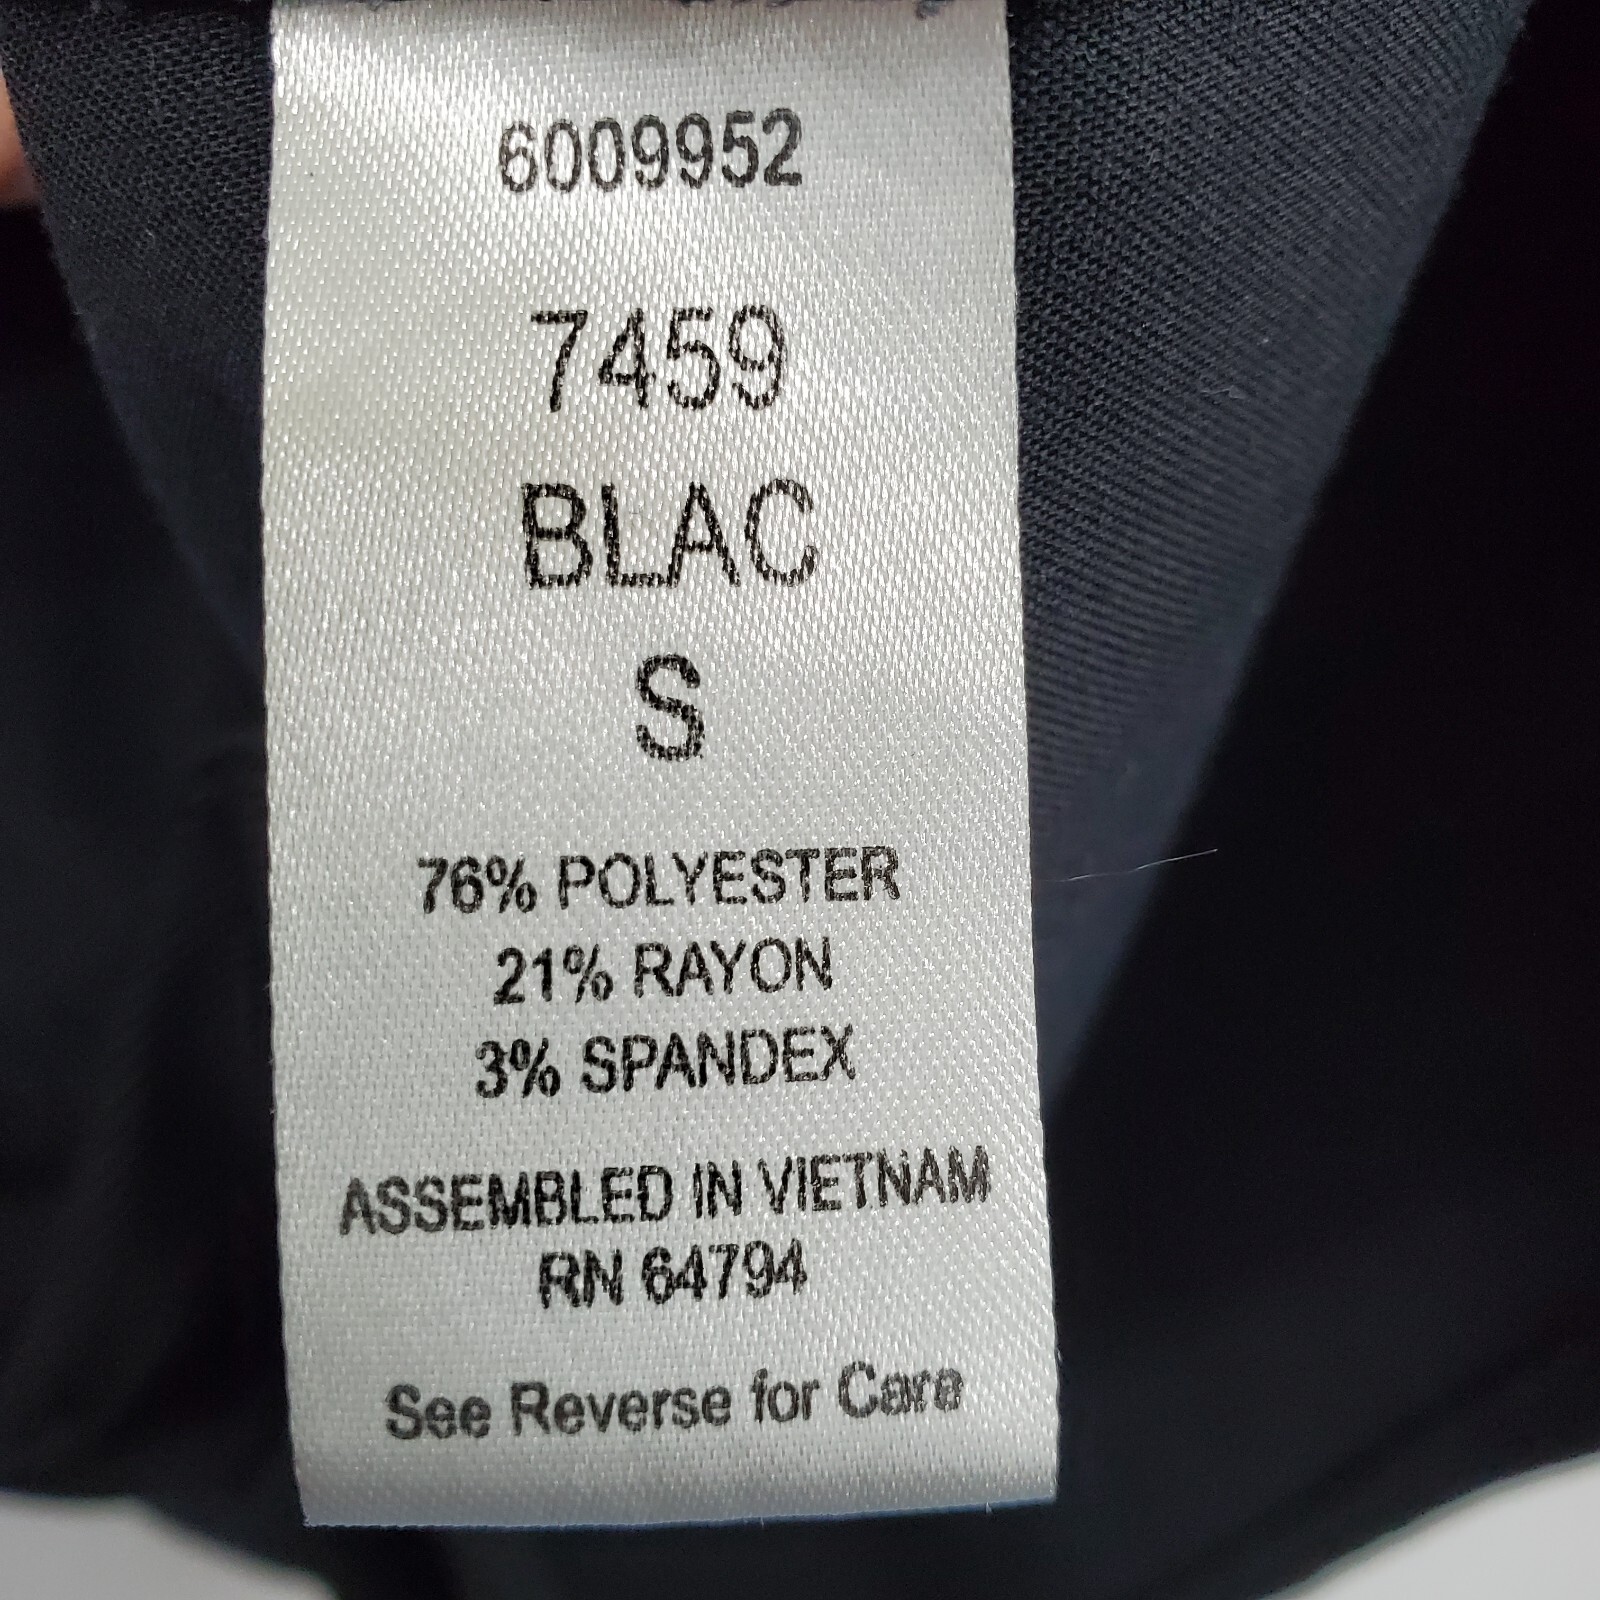 6009952
7459
BLAC
S
76% POLYESTER
21% RAYON
3% SPANDEX
ASSEMBLED IN VIETNAM
RN 64794
See Reverse for Care